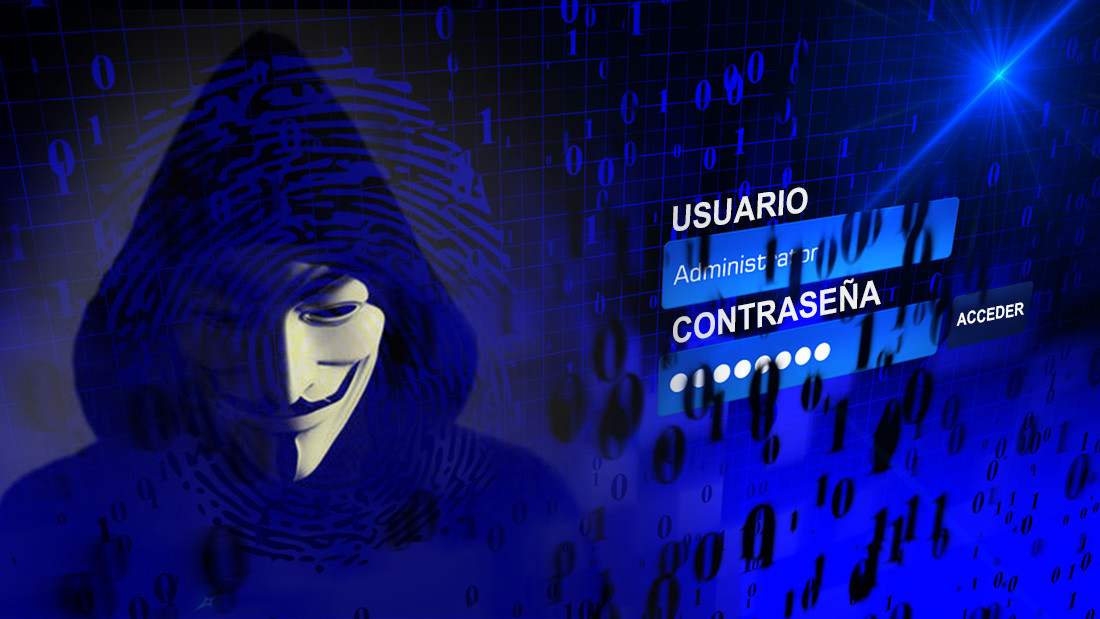 USUARIO
Administrator
CONTRASEÑA
ACCEDER